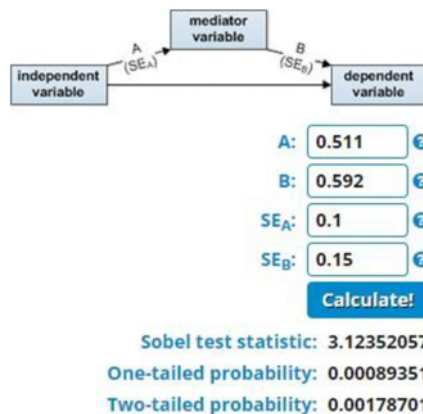 mediator
variable
A
(SEA)
B
(SEB)
independent
variable
dependent
variable
A: 0.511 ?
B: 0.592 ?
SEA: 0.1 ?
SEB: 0.15 ?
Calculate!
Sobel test statistic: 3.12352057
One-tailed probability: 0.00089351
Two-tailed probability: 0.00178701